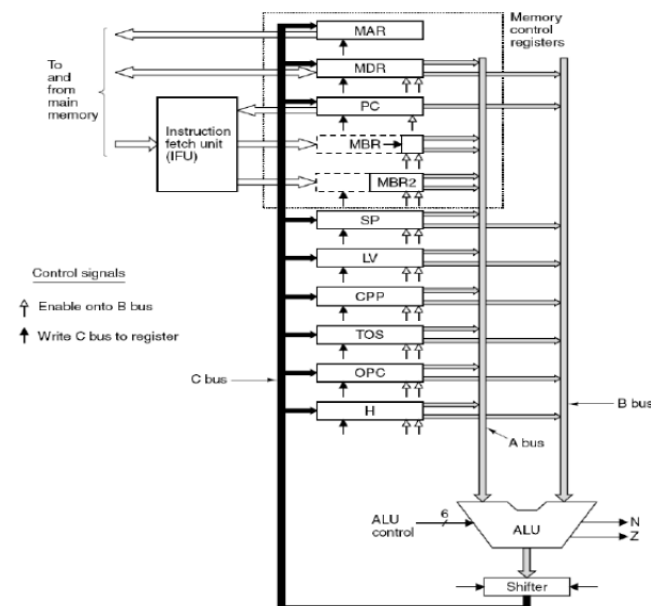 MAR
Memory
control
registers
To
and
from
main
memory
MDR
PC
Instruction
fetch unit
(IFU)
MBR
MBR2
SP
Control signals
LV
Enable onto B bus
CPP
Write C bus to register
TOS
C bus
OPC
H
B bus
A bus
ALU
control
6
ALU
N
Z
Shifter